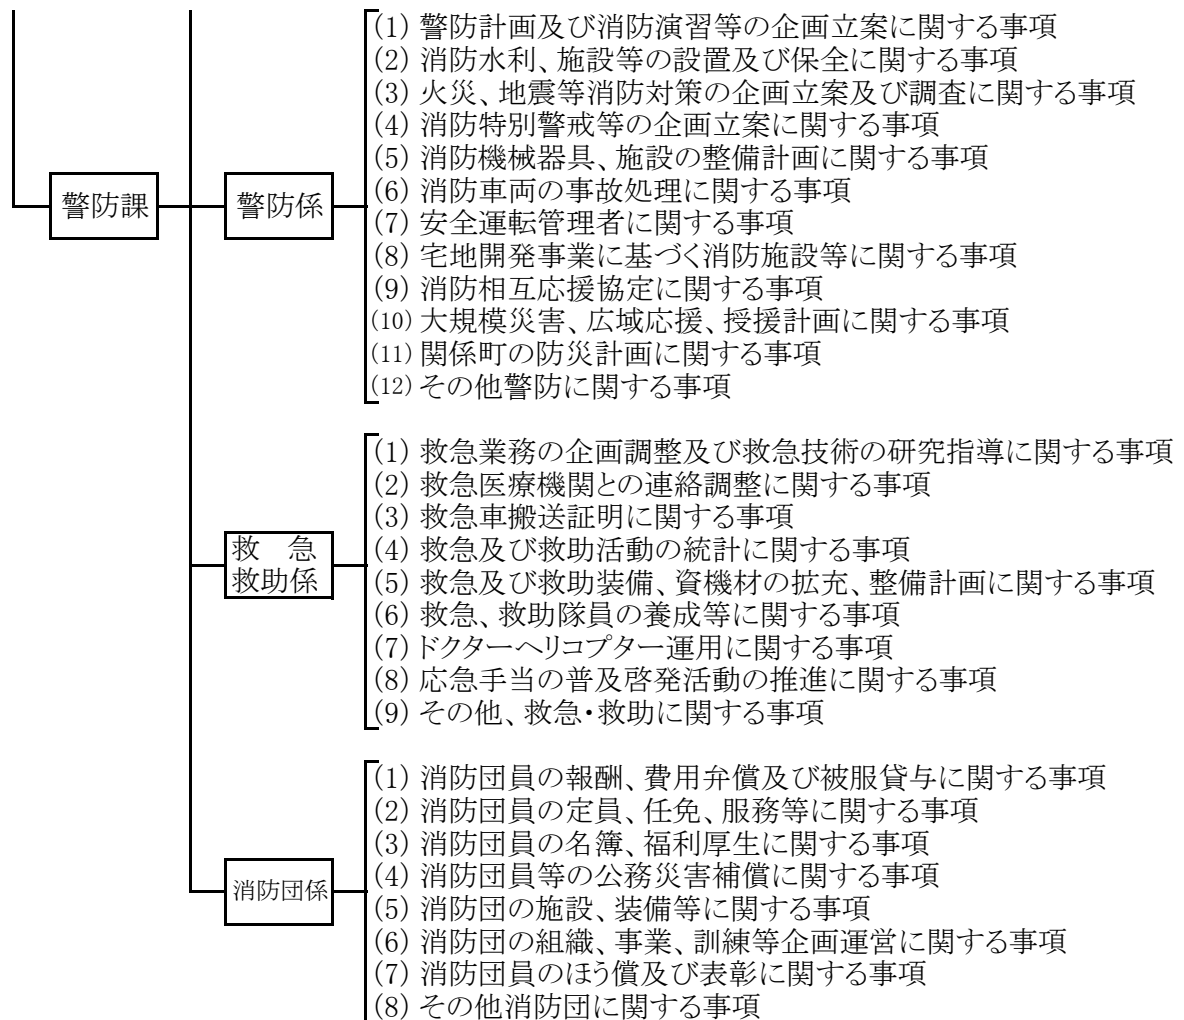 警防課
警防係
(1) 警防計画及び消防演習等の企画立案に関する事項
(2) 消防水利、施設等の設置及び保全に関する事項
(3) 火災、地震等消防対策の企画立案及び調査に関する事項
(4) 消防特別警戒等の企画立案に関する事項
(5) 消防機械器具、施設の整備計画に関する事項
(6) 消防車両の事故処理に関する事項
(7) 安全運転管理者に関する事項
(8) 宅地開発事業に基づく消防施設等に関する事項
(9) 消防相互応援協定に関する事項
(10) 大規模災害、広域応援、授援計画に関する事項
(11) 関係町の防災計画に関する事項
(12) その他警防に関する事項
救　急
救助係
(1) 救急業務の企画調整及び救急技術の研究指導に関する事項
(2) 救急医療機関との連絡調整に関する事項
(3) 救急車搬送証明に関する事項
(4) 救急及び救助活動の統計に関する事項
(5) 救急及び救助装備、資機材の拡充、整備計画に関する事項
(6) 救急、救助隊員の養成等に関する事項
(7) ドクターヘリコプター運用に関する事項
(8) 応急手当の普及啓発活動の推進に関する事項
(9) その他、救急・救助に関する事項
消防団係
(1) 消防団員の報酬、費用弁償及び被服貸与に関する事項
(2) 消防団員の定員、任免、服務等に関する事項
(3) 消防団員の名簿、福利厚生に関する事項
(4) 消防団員等の公務災害補償に関する事項
(5) 消防団の施設、装備等に関する事項
(6) 消防団の組織、事業、訓練等企画運営に関する事項
(7) 消防団員のほう償及び表彰に関する事項
(8) その他消防団に関する事項